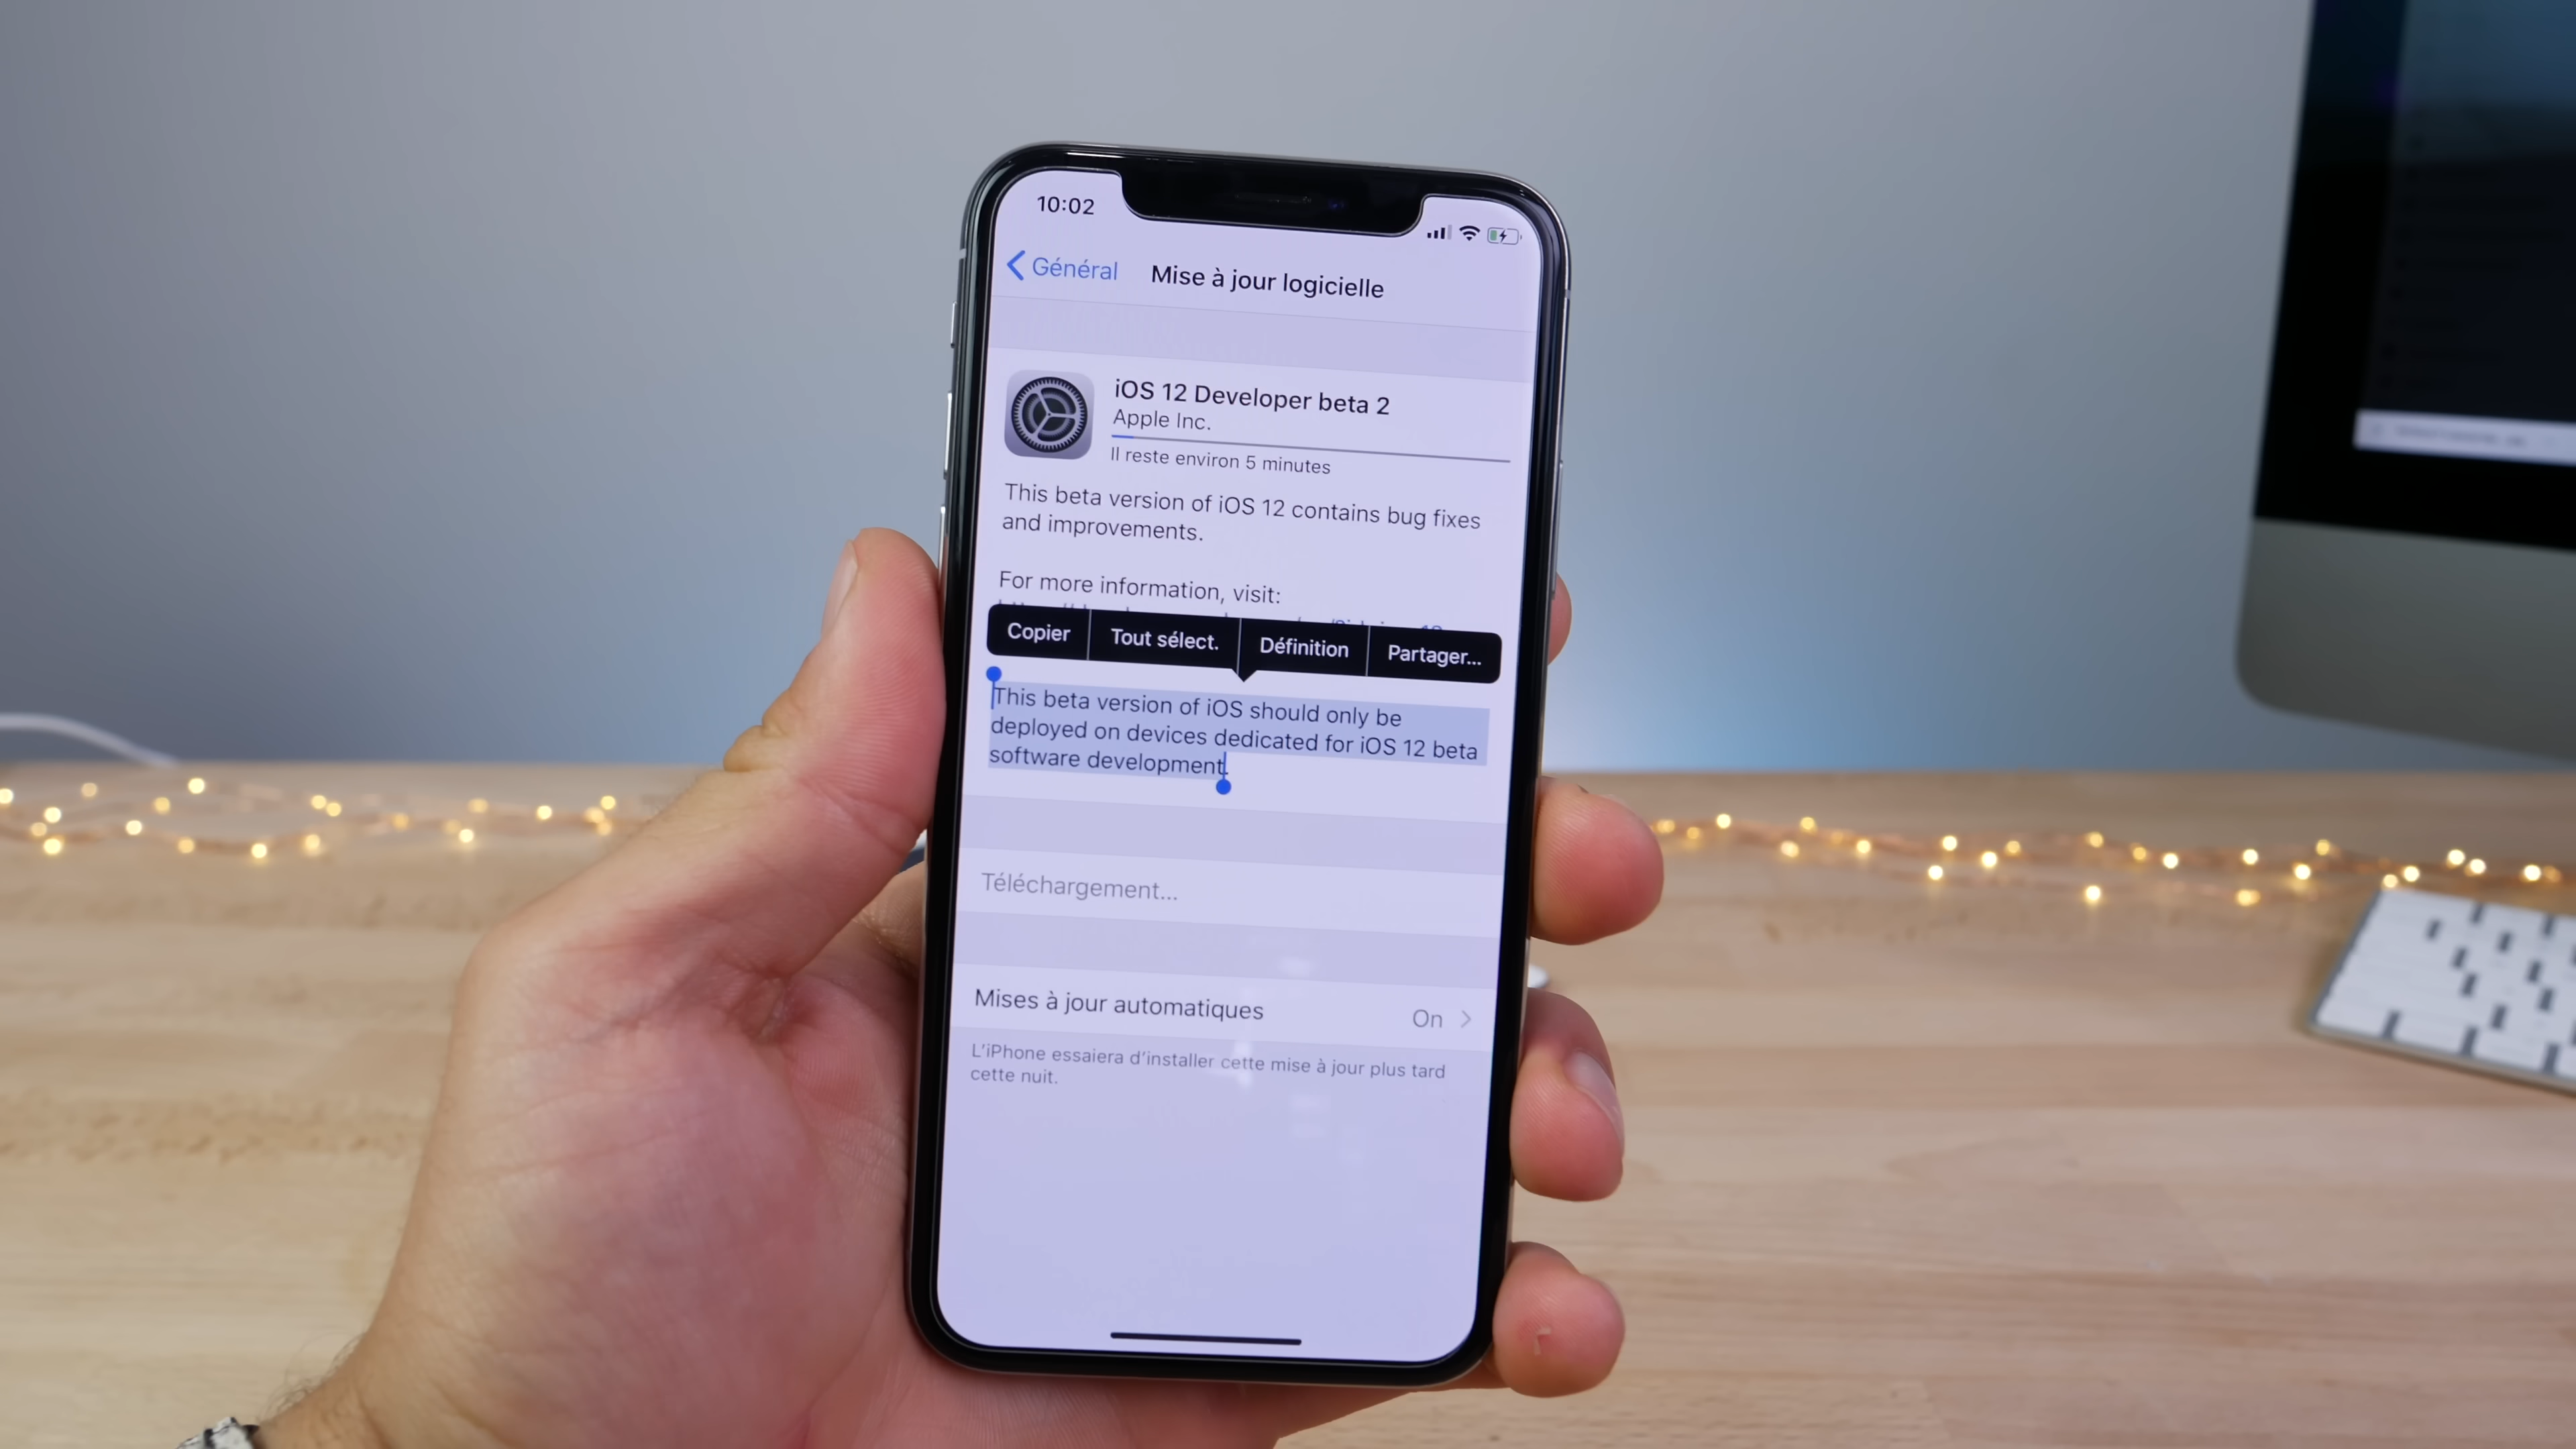 10:02
Général
Mise à jour logicielle
iOS 12 Developer beta 2
Apple Inc.
Il reste environ 5 minutes
This beta version of iOS 12 contains bug fixes
and improvements.
For more information, visit:
Copier
Tout sélect.
Définition
Partager...
This beta version of iOS should only be
deployed on devices dedicated for iOS 12 beta
software development.
Téléchargement...
Mises à jour automatiques
On
L'iPhone essaiera d'installer cette mise à jour plus tard
cette nuit.